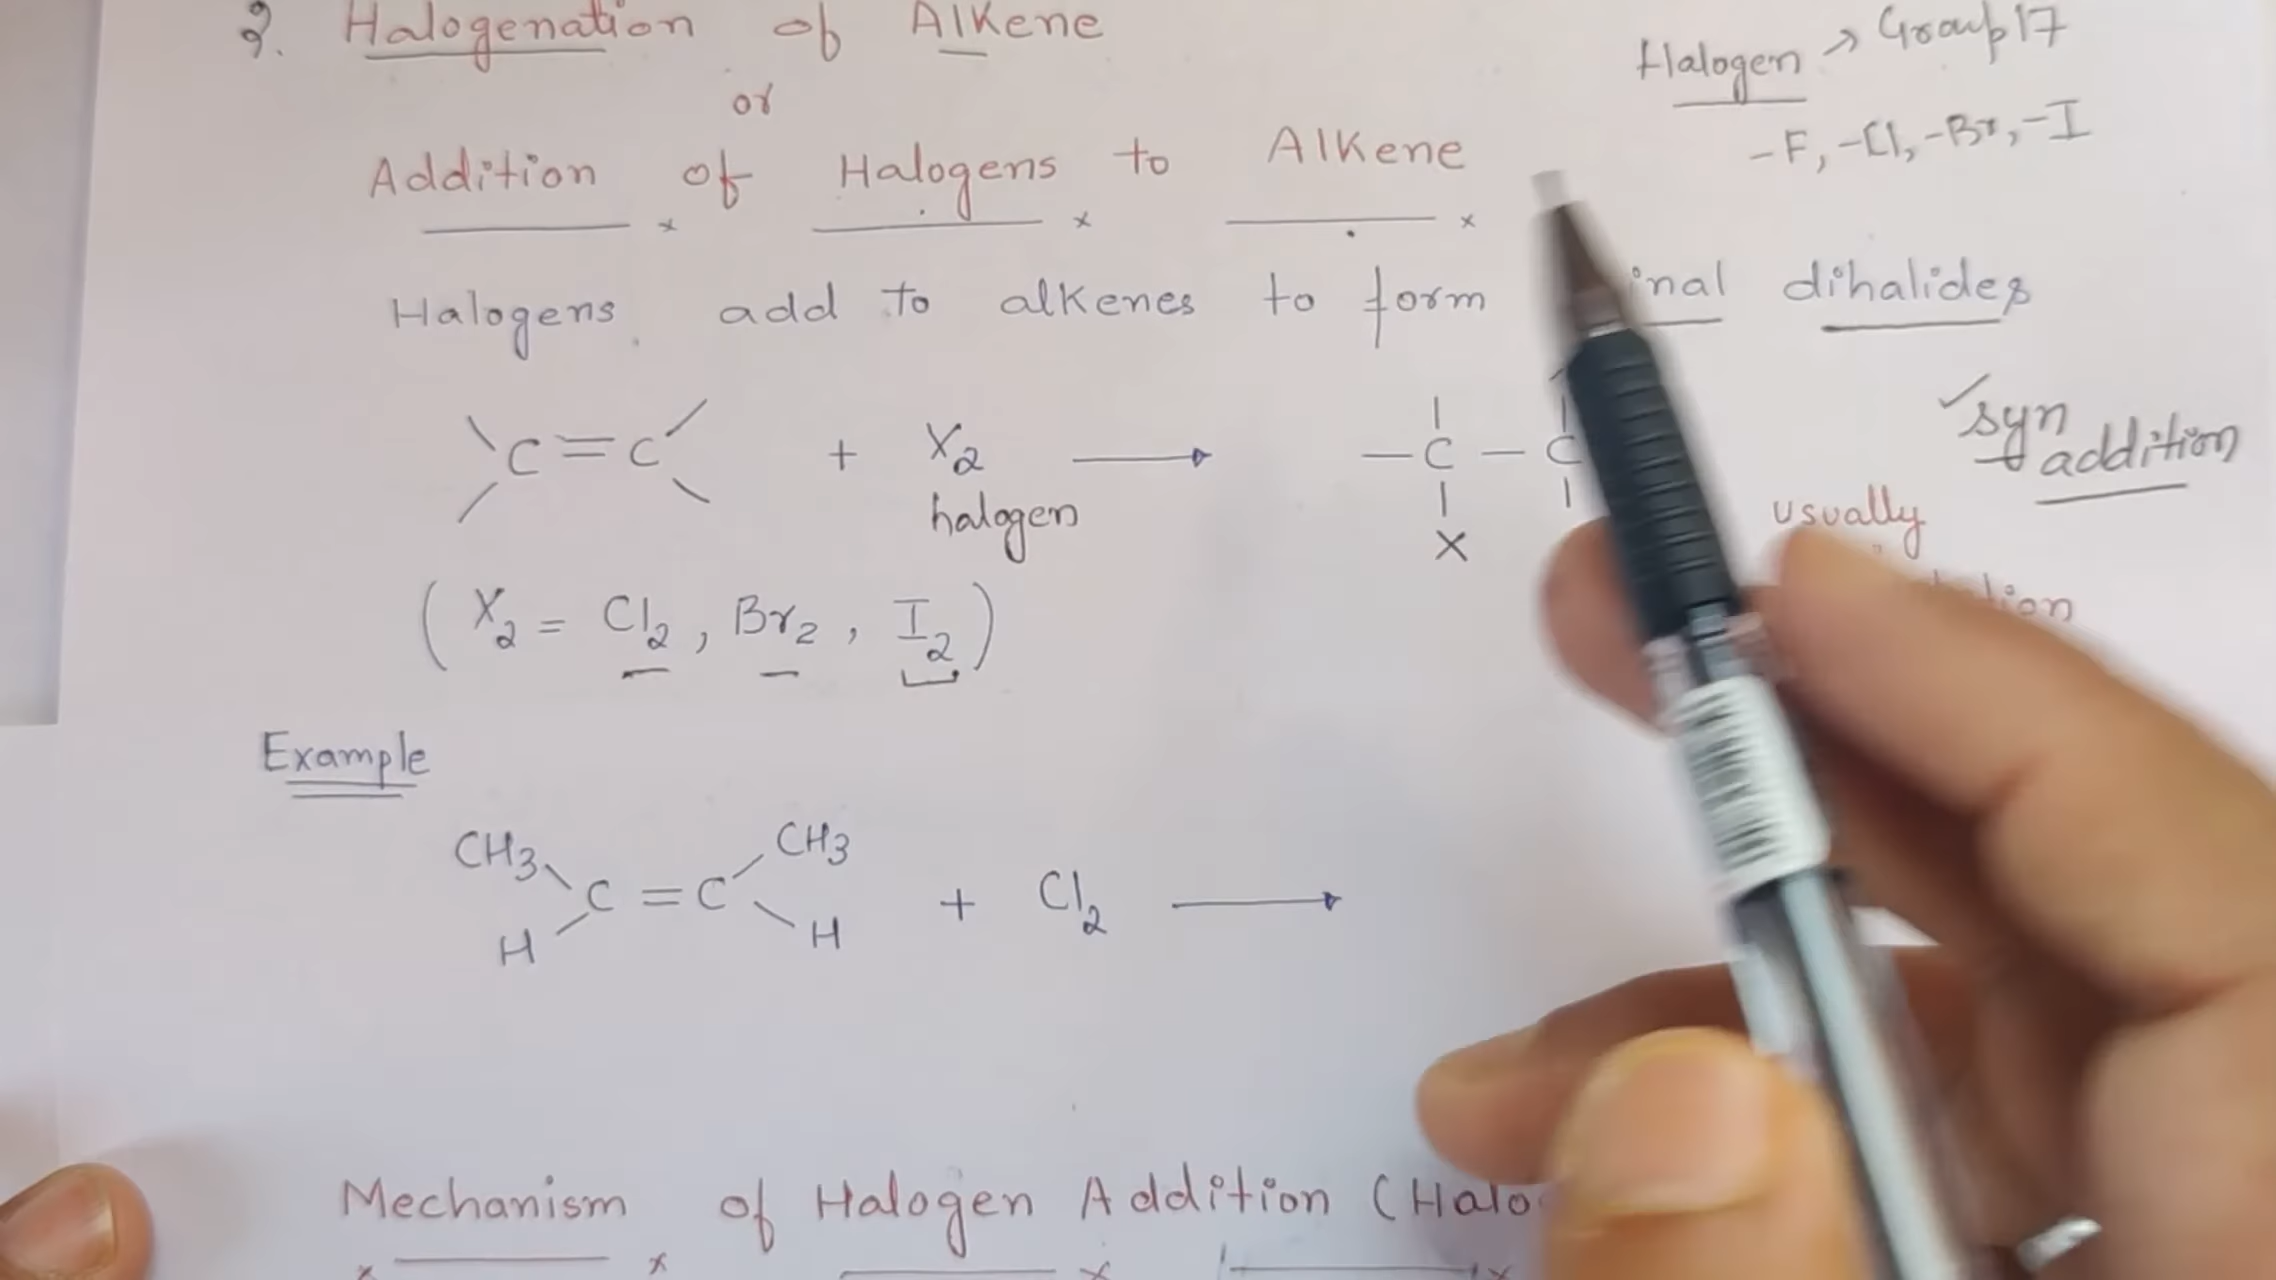 2. Halogenation of Alkene
or
Addition of Halogens to Alkene
Halogen → Group 17
-F, -Cl, -Br, -I
Halogens add to alkenes to form inal dihalides
C=C + X2 → -C-C
halogen
X
syn addition
usually
(X2 = Cl2, Br2, I2)
Example
CH3 CH3
C=C + Cl2 →
H H
Mechanism of Halogen Addition (Halo